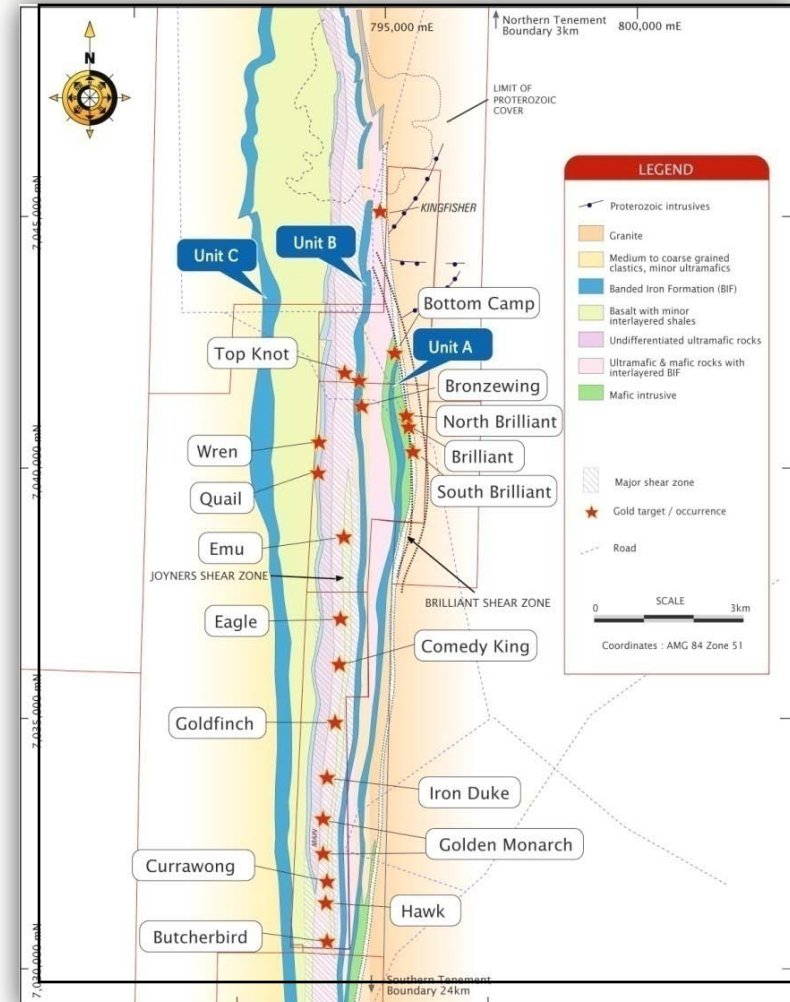 795,000 mE
Northern Tenement
Boundary 3km
800,000 mE
N
LIMIT OF
PROTEROZOIC
COVER
LEGEND
Proterozoic intrusives
Granite
Medium to coarse grained
clastics, minor ultramafics
Banded Iron Formation (BIF)
Basalt with minor
interlayered shales
Undifferentiated ultramafic rocks
Ultramafic & mafic rocks with
interlayered BIF
Mafic intrusive
Major shear zone
Gold target / occurrence
Road
SCALE
0 3km
Coordinates : AMG 84 Zone 51
7,045,000 mN
KINGFISHER
Unit C
Unit B
Bottom Camp
Unit A
Top Knot
Bronzewing
North Brilliant
Wren
Brilliant
7,040,000 mN
Quail
South Brilliant
Emu
JOYNERS SHEAR ZONE
BRILLIANT SHEAR ZONE
Eagle
Comedy King
7,035,000 mN
Goldfinch
Iron Duke
MAIN
Golden Monarch
Currawong
Hawk
Butcherbird
7,030,000 mN
Southern Tenement
Boundary 24km